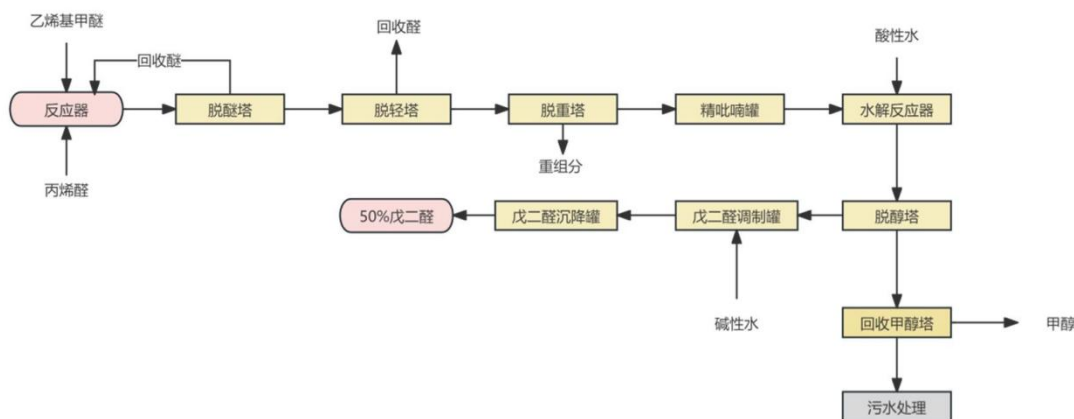 乙烯基甲醚
回收醛
酸性水
回收醚
反应器
脱醚塔
脱轻塔
脱重塔
精吡喃罐
水解反应器
丙烯醛
重组分
50%戊二醛
戊二醛沉降罐
戊二醛调制罐
脱醇塔
碱性水
回收甲醇塔
甲醇
污水处理